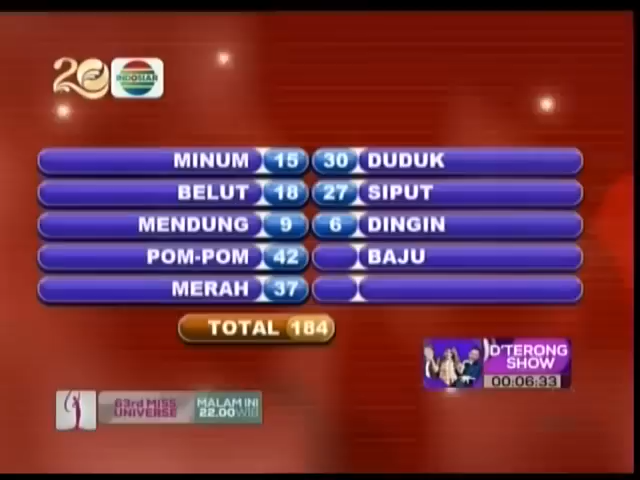 20 INDOSIAR
MINUM 15 30 DUDUK
BELUT 18 27 SIPUT
MENDUNG 9 6 DINGIN
POM-POM 42 BAJU
MERAH 37
TOTAL 184
D'TERONG
SHOW
00:06:33
63rd MISS
UNIVERSE
MALAM INI
22.00 WIB